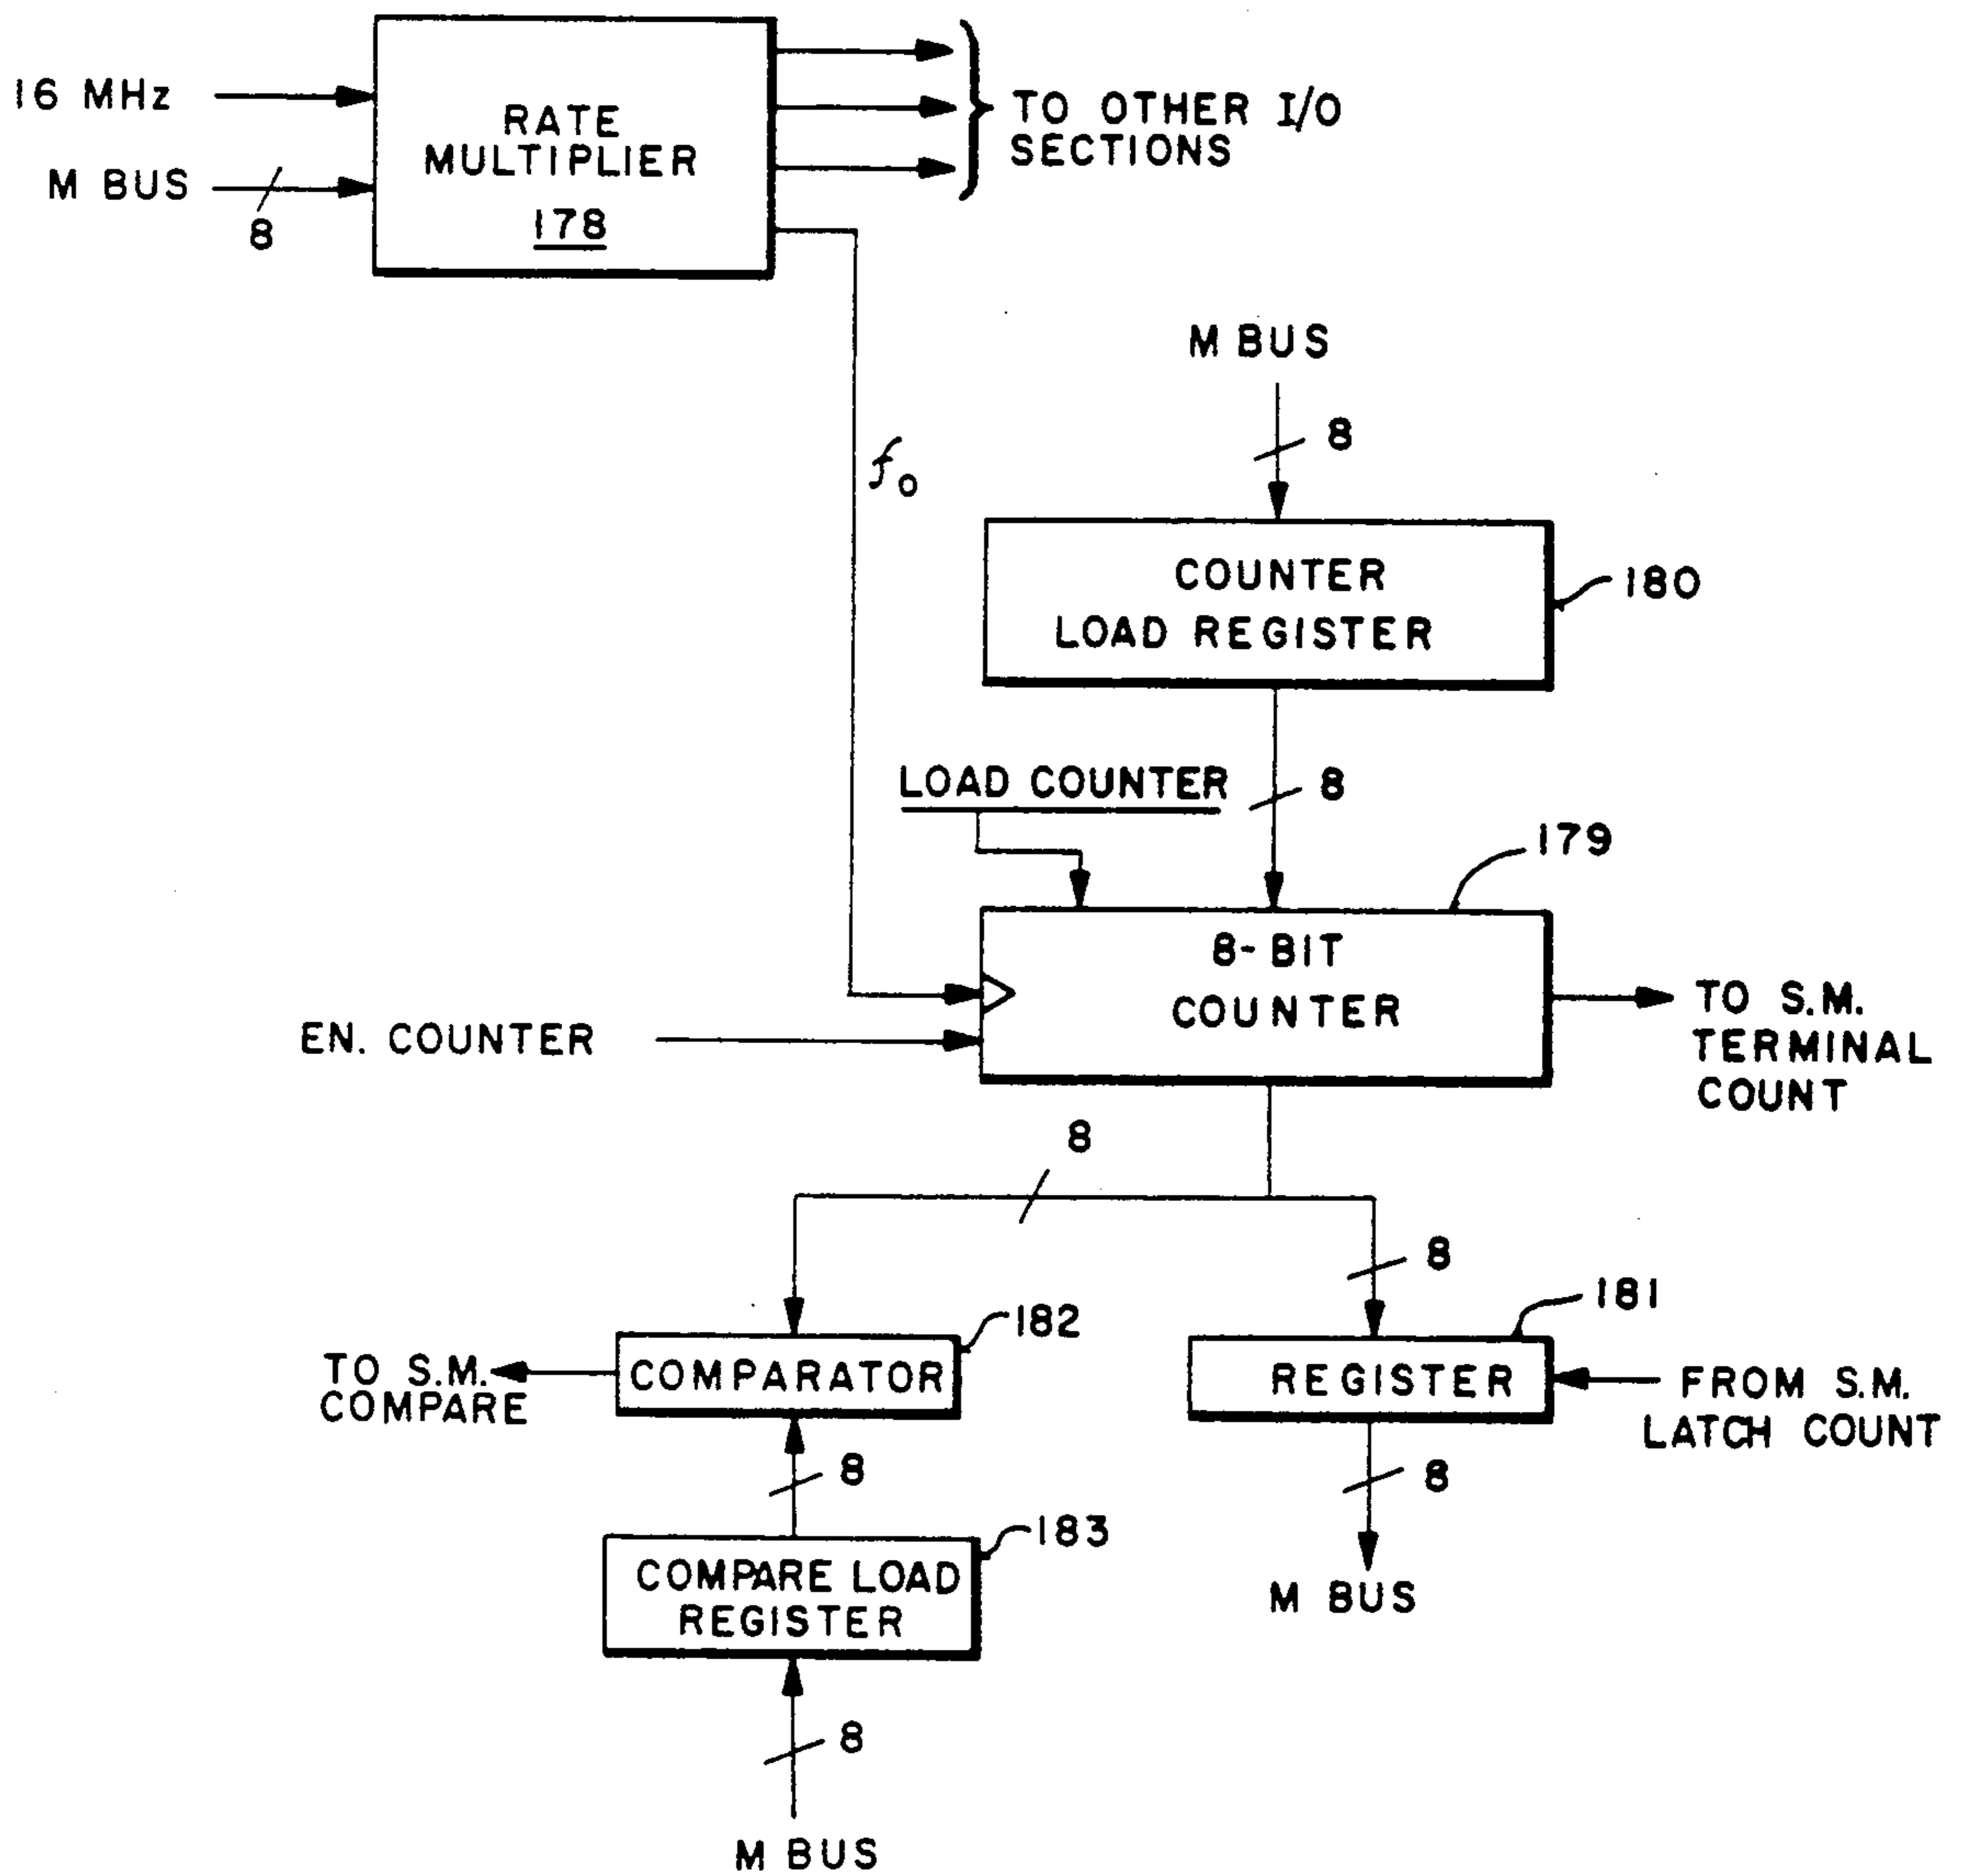 16 MHz
M BUS
8
RATE
MULTIPLIER
178
TO OTHER I/O
SECTIONS
f0
M BUS
8
COUNTER
LOAD REGISTER
180
LOAD COUNTER
8
179
8-BIT
COUNTER
EN. COUNTER
TO S.M.
TERMINAL
COUNT
8
8
182
181
TO S.M.
COMPARE
COMPARATOR
REGISTER
FROM S.M.
LATCH COUNT
8
8
183
COMPARE LOAD
REGISTER
M BUS
8
M BUS